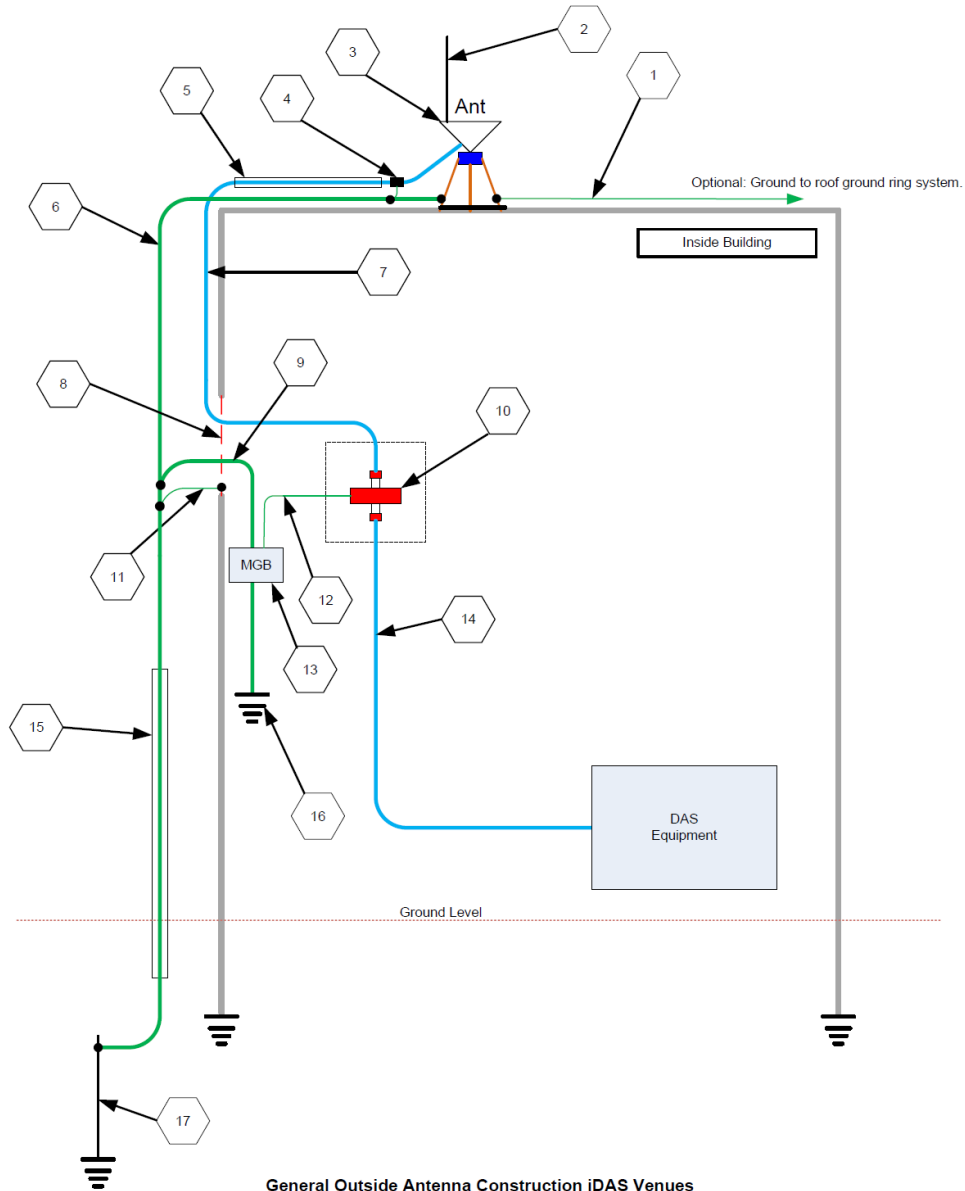 2
3
1
Ant
5
4
Optional: Ground to roof ground ring system.
6
Inside Building
7
9
8
10
MGB
11
12
14
13
15
16
DAS
Equipment
Ground Level
17
General Outside Antenna Construction iDAS Venues